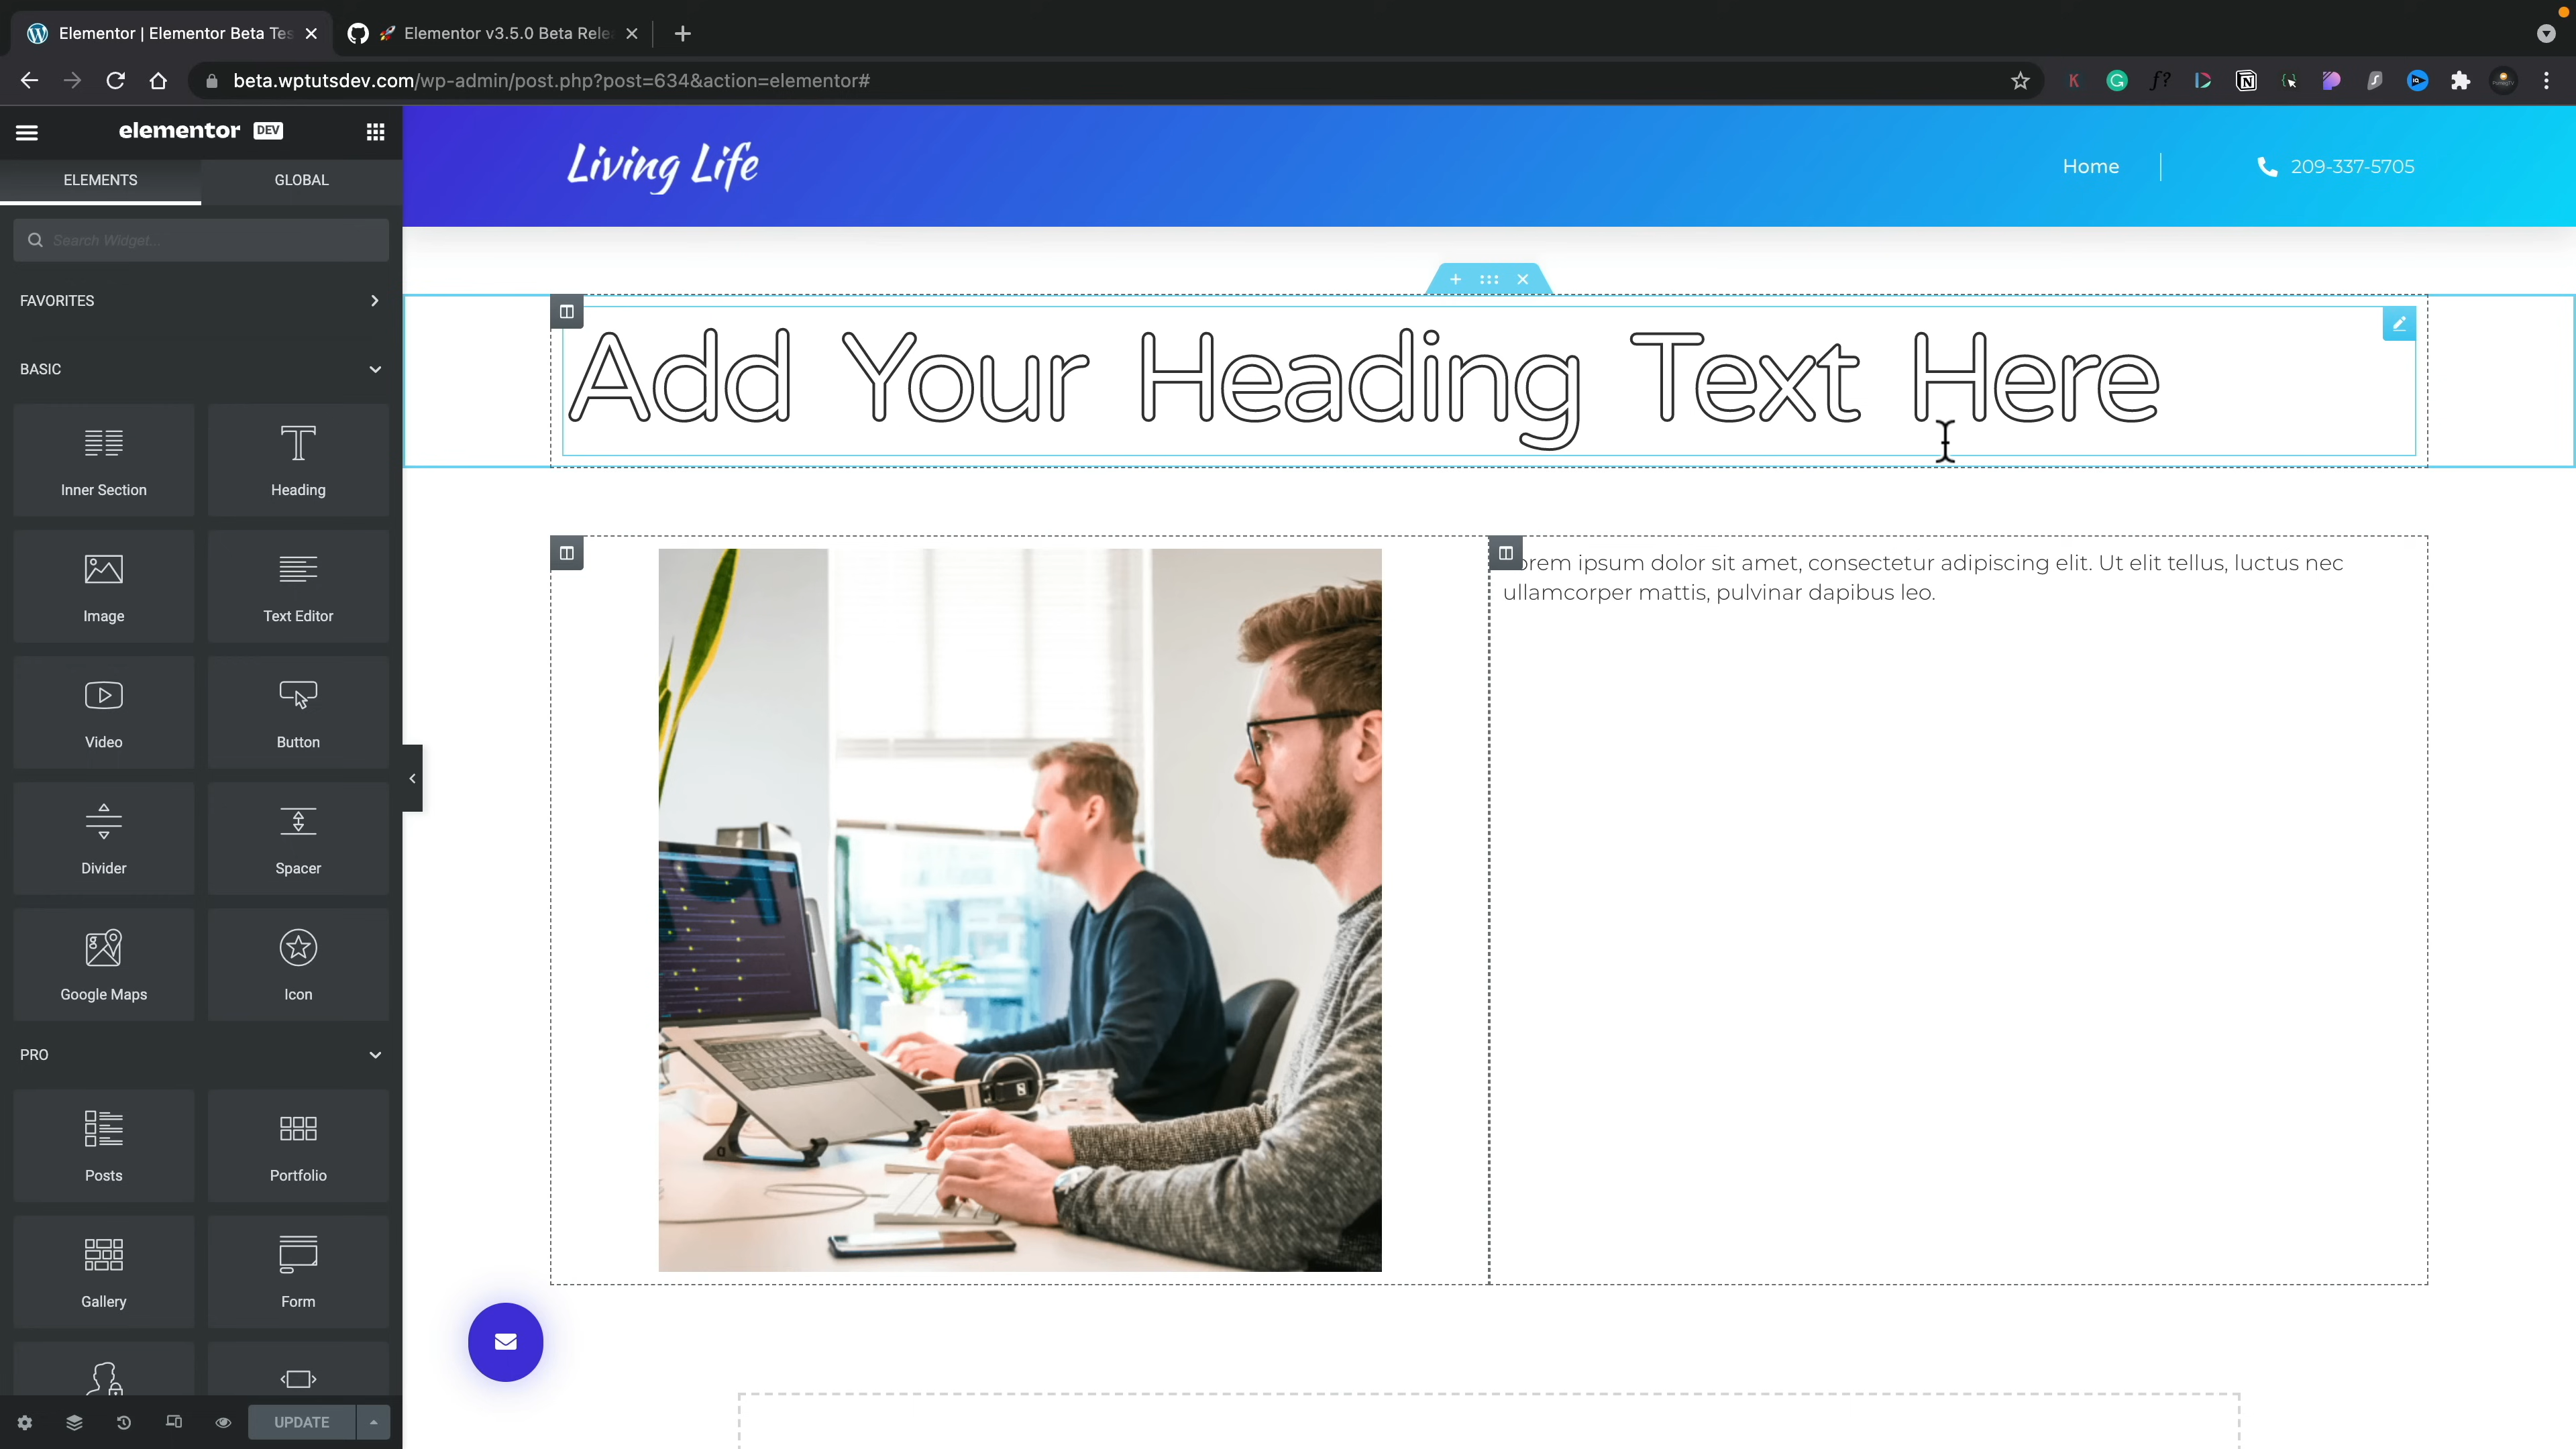 Elementor | Elementor Beta Tes
🚀 Elementor v3.5.0 Beta Rele
beta.wptutsdev.com/wp-admin/post.php?post=634&action=elementor#
elementor DEV
ELEMENTS GLOBAL
Search Widget...
FAVORITES
BASIC
Inner Section Heading
Image Text Editor
Video Button
Divider Spacer
Google Maps Icon
PRO
Posts Portfolio
Gallery Form
UPDATE
Living Life
Home 209-337-5705
Add Your Heading Text Here
orem ipsum dolor sit amet, consectetur adipiscing elit. Ut elit tellus, luctus nec
ullamcorper mattis, pulvinar dapibus leo.